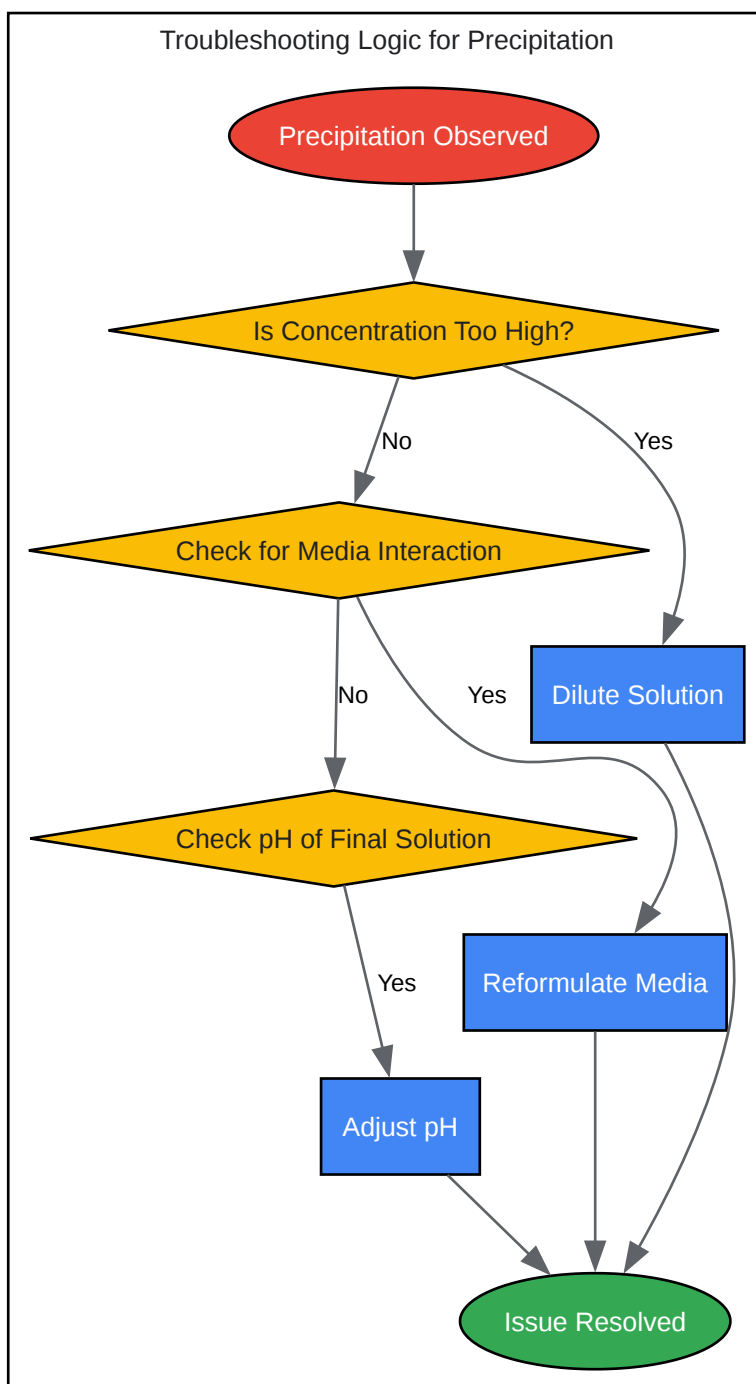 Troubleshooting Logic for Precipitation
Precipitation Observed
Is Concentration Too High?
No
Yes
Check for Media Interaction
Dilute Solution
No
Yes
Check pH of Final Solution
Reformulate Media
Yes
Adjust pH
Issue Resolved